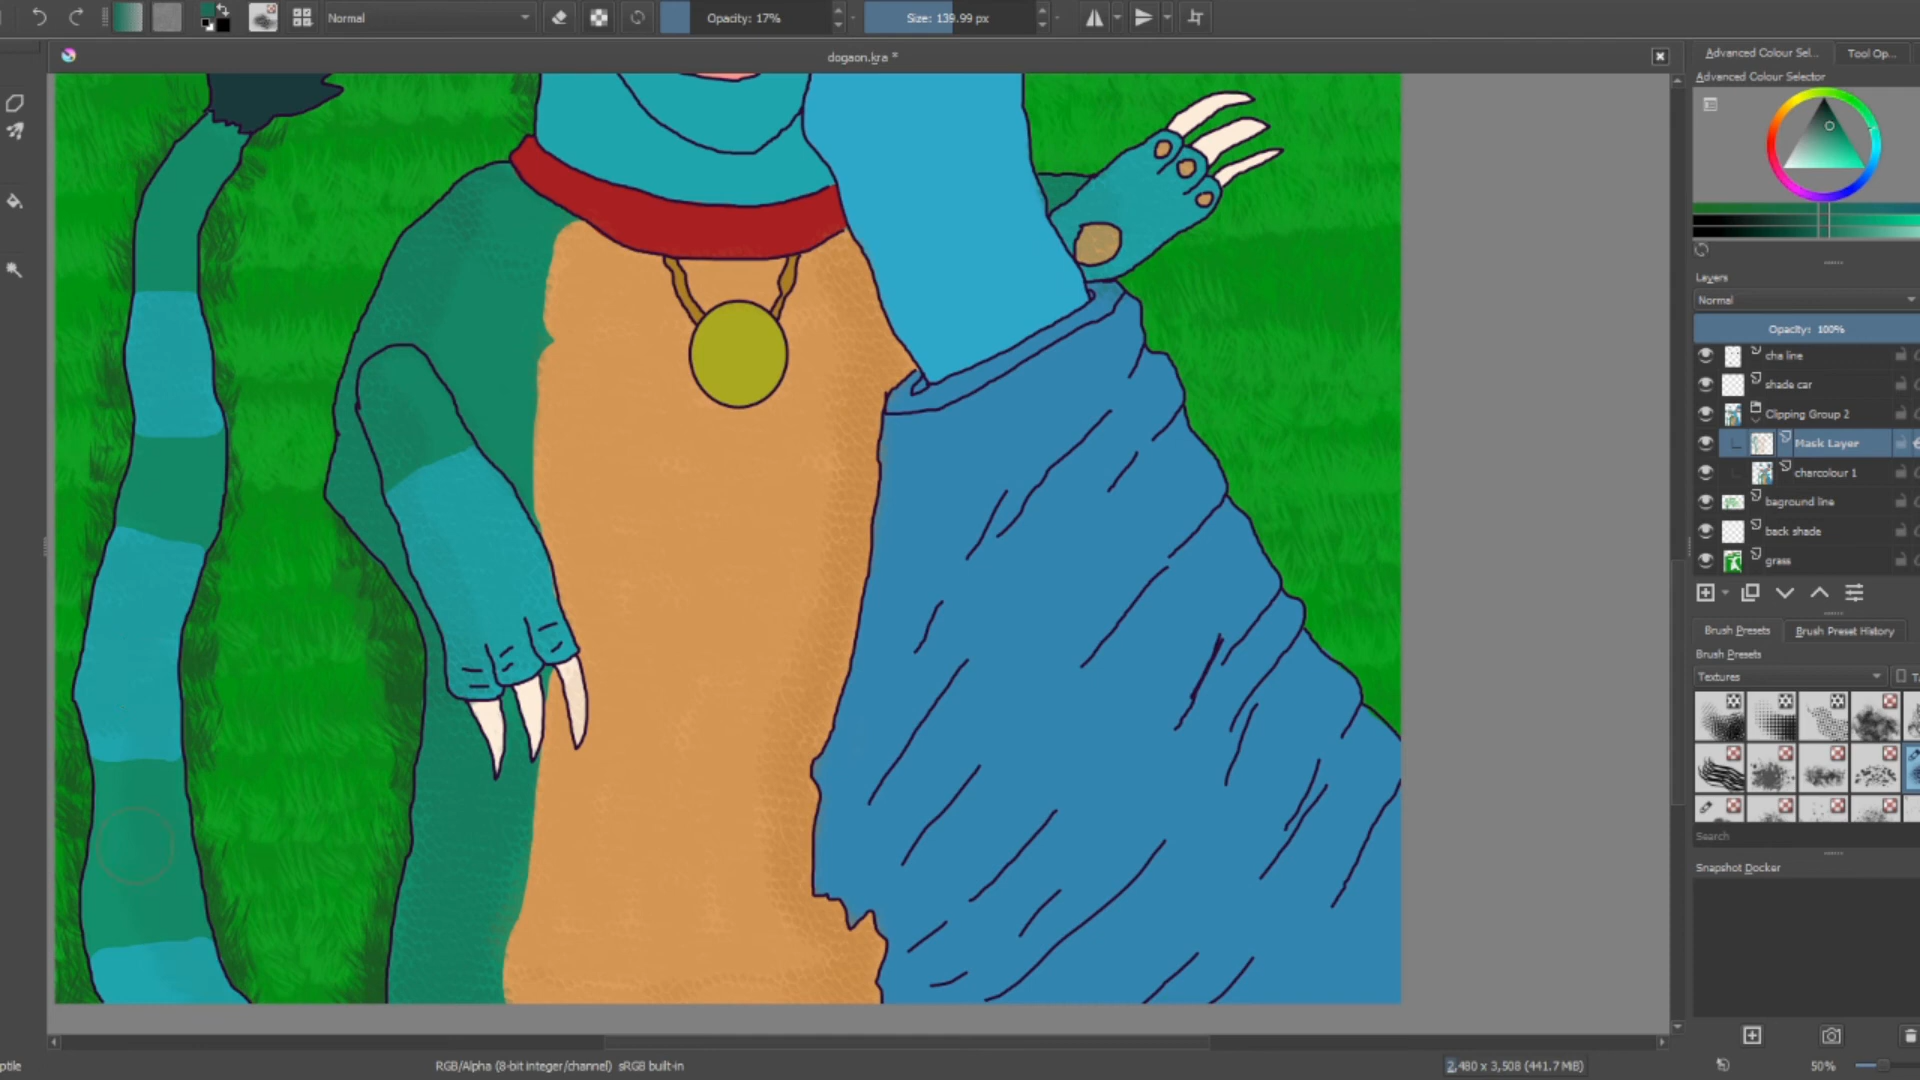 Normal
Opacity: 17%
Size: 139.99 px
dogaon.kra *
Advanced Colour Sel...
Tool Op...
Advanced Colour Selector
Layers
Normal
Opacity: 100%
cha line
shade car
Clipping Group 2
Mask Layer
charcolour 1
baground line
back shade
grass
Brush Presets
Brush Preset History
Brush Presets
Textures
Search
Snapshot Docker
RGB/Alpha (8-bit integer/channel) sRGB built-in
2,480 x 3,508 (441.7 MiB)
50%